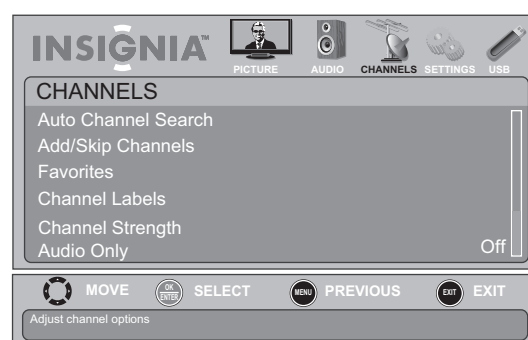 INSIGNIA™
PICTURE AUDIO CHANNELS SETTINGS USB
CHANNELS
Auto Channel Search
Add/Skip Channels
Favorites
Channel Labels
Channel Strength
Audio Only Off
MOVE OK ENTER SELECT MENU PREVIOUS EXIT EXIT
Adjust channel options